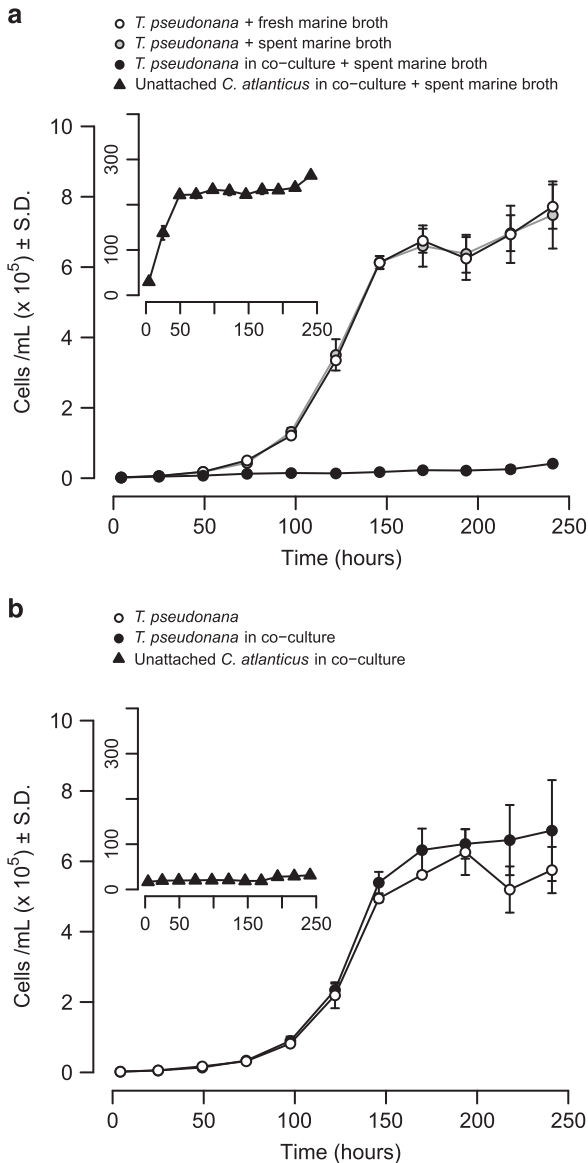 a
T. pseudonana + fresh marine broth
T. pseudonana + spent marine broth
T. pseudonana in co–culture + spent marine broth
Unattached C. atlanticus in co–culture + spent marine broth
Cells /mL (x 10⁵) ± S.D.
10
8
6
4
2
0
300
100
0
0 50 150 250
0 50 100 150 200 250
Time (hours)
b
T. pseudonana
T. pseudonana in co–culture
Unattached C. atlanticus in co–culture
Cells /mL (x 10⁵) ± S.D.
10
8
6
4
2
0
300
100
0
0 50 150 250
0 50 100 150 200 250
Time (hours)